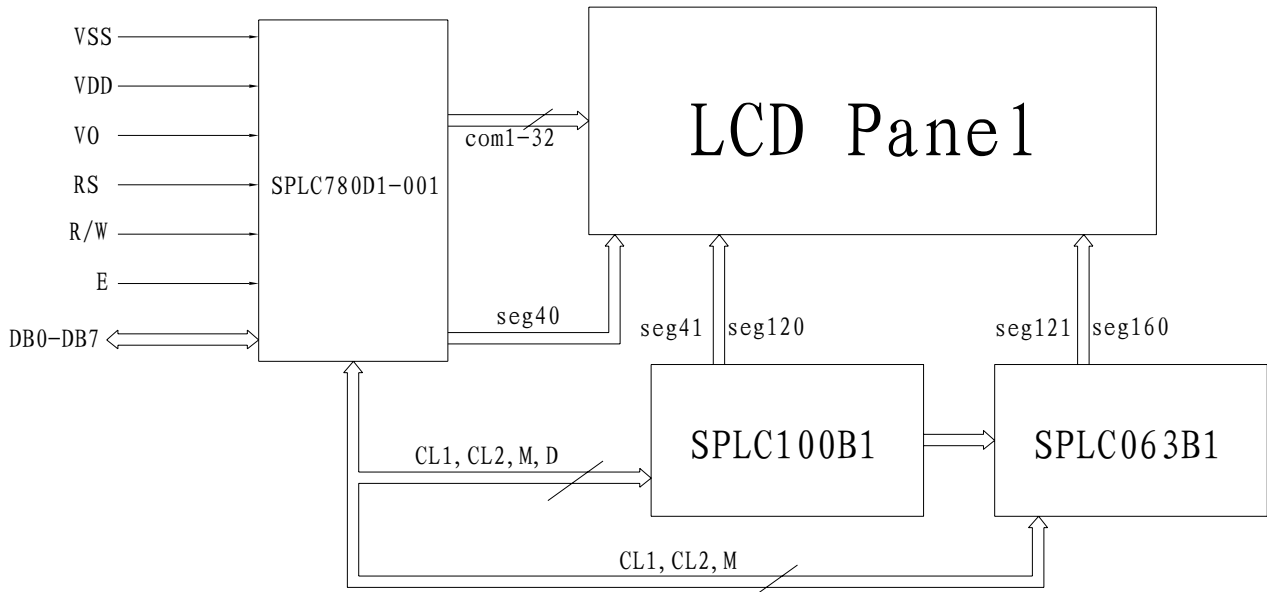 VSS
VDD
VO
RS
R/W
E
DB0-DB7
SPLC780D1-001
com1-32
LCD Panel
seg40
seg41
seg120
seg121
seg160
SPLC100B1
SPLC063B1
CL1,CL2,M,D
CL1,CL2,M